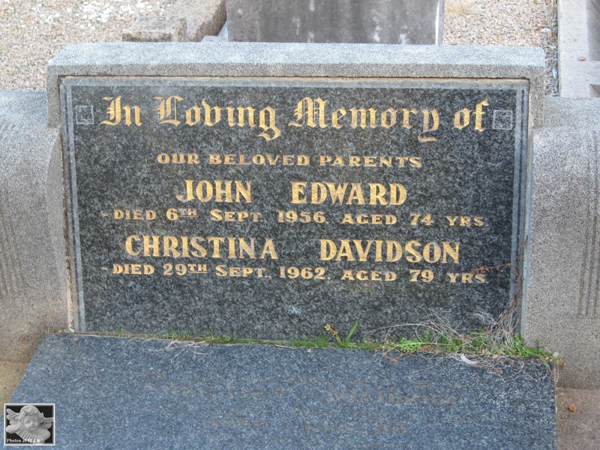 In Loving Memory of
OUR BELOVED PARENTS
JOHN EDWARD
DIED 6TH SEPT. 1956 AGED 74 YRS.
CHRISTINA DAVIDSON
DIED 29TH SEPT. 1962. AGED 79 YRS